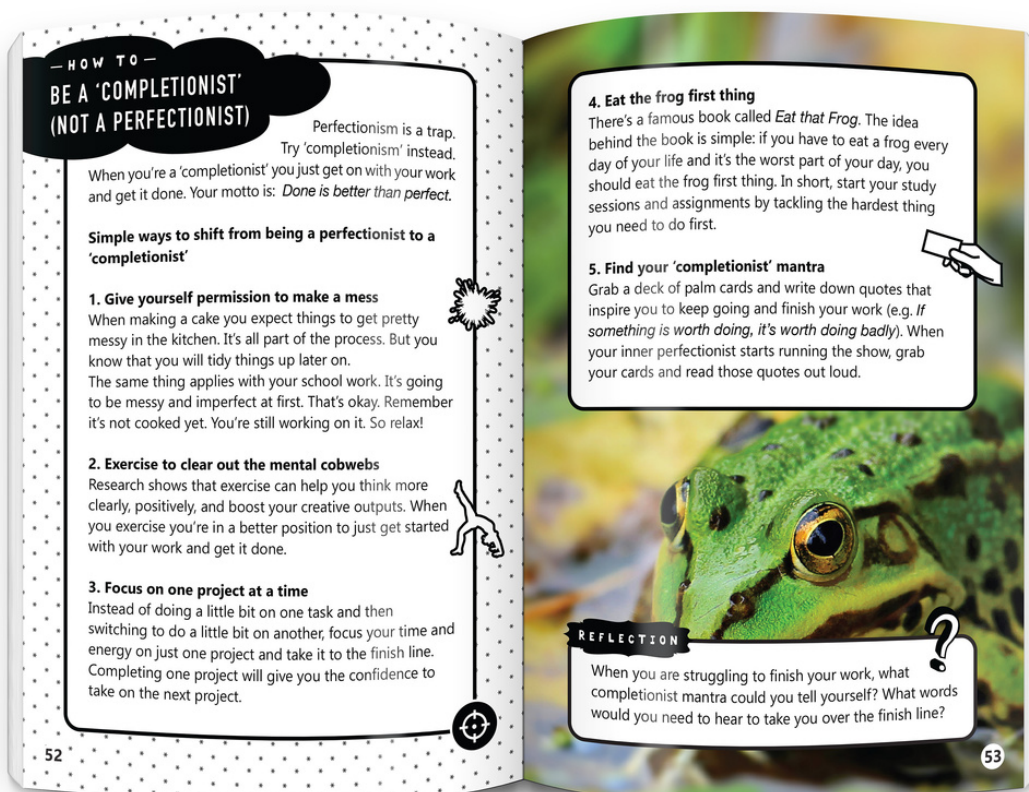 — HOW TO —
BE A ‘COMPLETIONIST’
(NOT A PERFECTIONIST)
Perfectionism is a trap.
Try ‘completionism’ instead.
When you're a ‘completionist’ you just get on with your work
and get it done. Your motto is: Done is better than perfect.
Simple ways to shift from being a perfectionist to a
‘completionist’
1. Give yourself permission to make a mess
When making a cake you expect things to get pretty
messy in the kitchen. It's all part of the process. But you
know that you will tidy things up later on.
The same thing applies with your school work. It's going
to be messy and imperfect at first. That's okay. Remember
it's not cooked yet. You're still working on it. So relax!
2. Exercise to clear out the mental cobwebs
Research shows that exercise can help you think more
clearly, positively, and boost your creative outputs. When
you exercise you're in a better position to just get started
with your work and get it done.
3. Focus on one project at a time
Instead of doing a little bit on one task and then
switching to do a little bit on another, focus your time and
energy on just one project and take it to the finish line.
Completing one project will give you the confidence to
take on the next project.
52
4. Eat the frog first thing
There's a famous book called Eat that Frog. The idea
behind the book is simple: if you have to eat a frog every
day of your life and it's the worst part of your day, you
should eat the frog first thing. In short, start your study
sessions and assignments by tackling the hardest thing
you need to do first.
5. Find your ‘completionist’ mantra
Grab a deck of palm cards and write down quotes that
inspire you to keep going and finish your work (e.g. If
something is worth doing, it's worth doing badly). When
your inner perfectionist starts running the show, grab
your cards and read those quotes out loud.
REFLECTION
?
When you are struggling to finish your work, what
completionist mantra could you tell yourself? What words
would you need to hear to take you over the finish line?
53